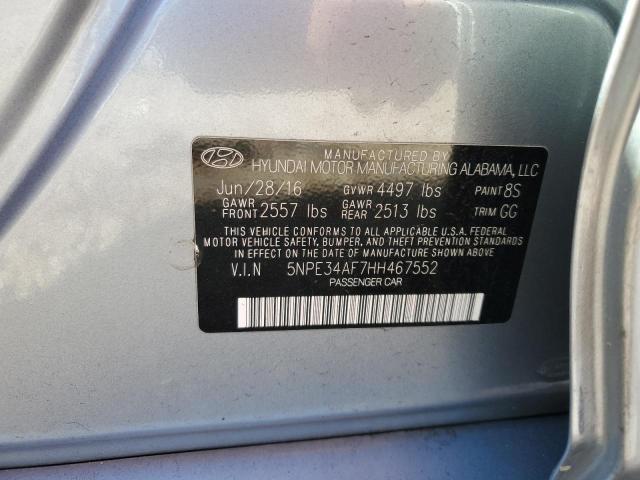 MANUFACTURED BY
HYUNDAI MOTOR MANUFACTURING ALABAMA, LLC
Jun/28/16 GVWR 4497 lbs PAINT 8S
GAWR FRONT 2557 lbs GAWR REAR 2513 lbs TRIM GG
THIS VEHICLE CONFORMS TO ALL APPLICABLE U.S.A. FEDERAL
MOTOR VEHICLE SAFETY, BUMPER, AND THEFT PREVENTION STANDARDS
IN EFFECT ON THE DATE OF MANUFACTURE SHOWN ABOVE.
V.I.N 5NPE34AF7HH467552
PASSENGER CAR